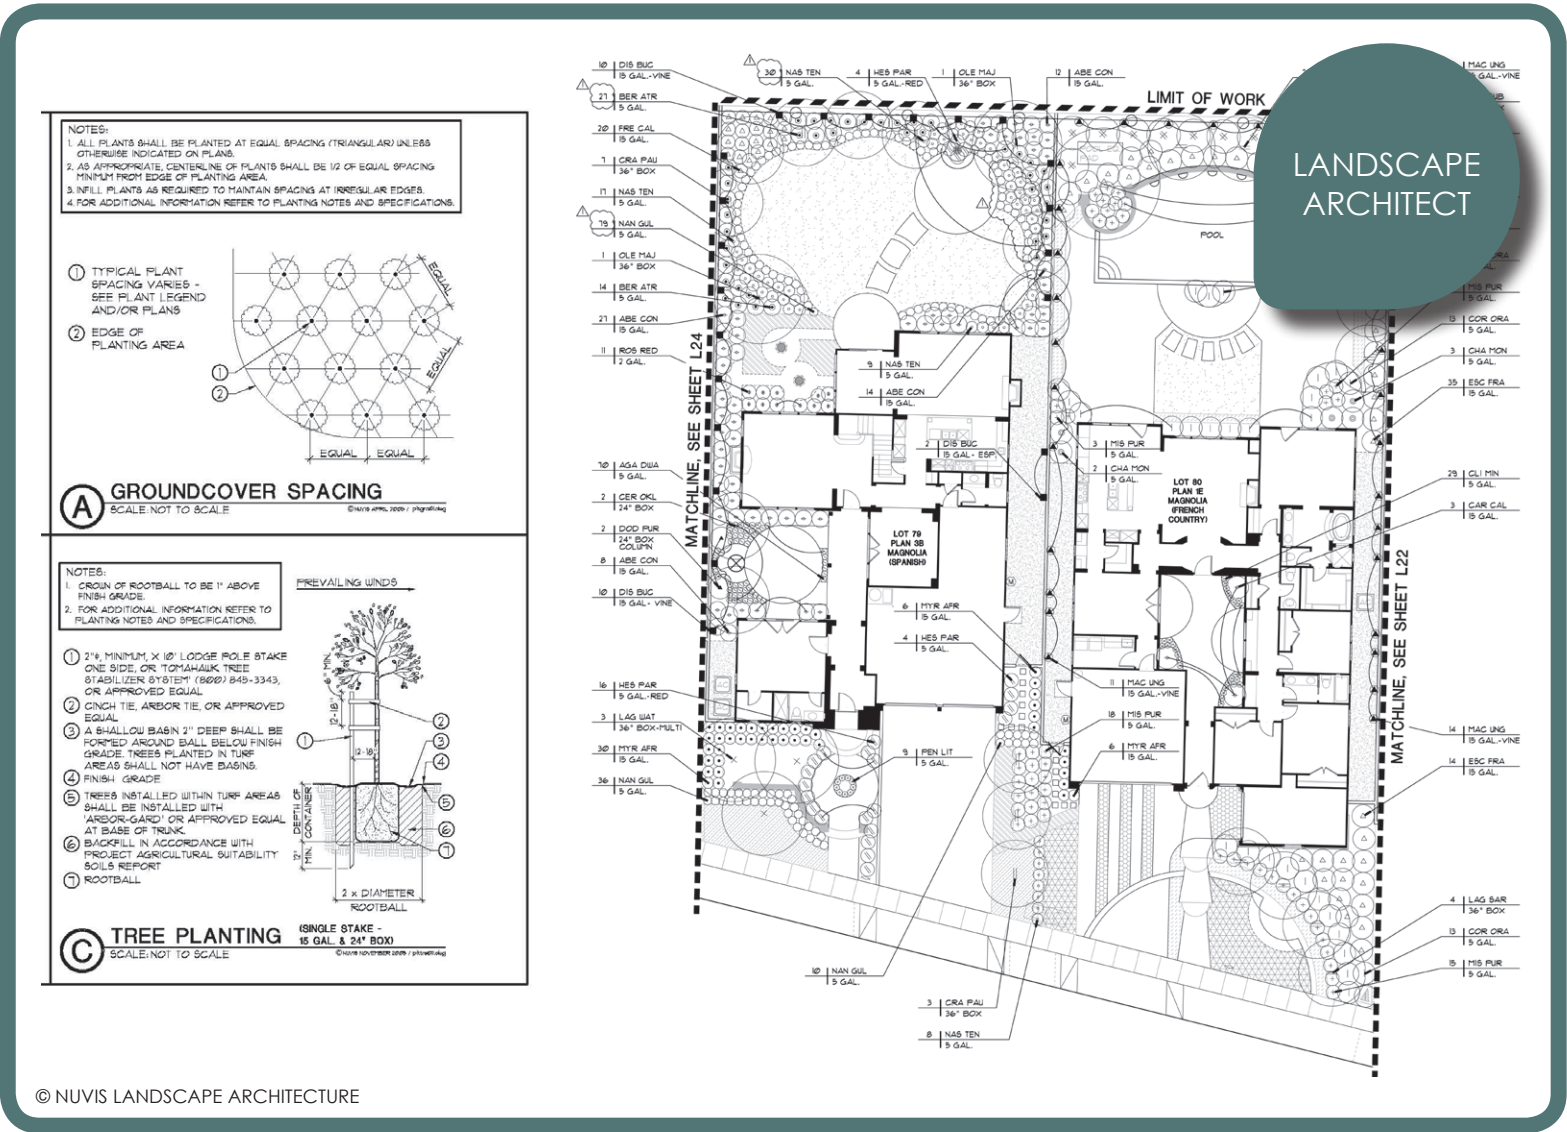 NOTES:
1. ALL PLANTS SHALL BE PLANTED AT EQUAL SPACING (TRIANGULAR) UNLESS
OTHERWISE INDICATED ON PLANS.
2. AS APPROPRIATE, CENTERLINE OF PLANTS SHALL BE 1/2 OF EQUAL SPACING
MINIMUM FROM EDGE OF PLANTING AREA.
3. INFILL PLANTS AS REQUIRED TO MAINTAIN SPACING AT IRREGULAR EDGES.
4. FOR ADDITIONAL INFORMATION REFER TO PLANTING NOTES AND SPECIFICATIONS.
1 TYPICAL PLANT
SPACING VARIES -
SEE PLANT LEGEND
AND/OR PLANS
2 EDGE OF
PLANTING AREA
EQUAL
EQUAL
1
2
EQUAL EQUAL
A GROUNDCOVER SPACING
SCALE: NOT TO SCALE
NOTES:
1. CROWN OF ROOTBALL TO BE 1" ABOVE
FINISH GRADE.
2. FOR ADDITIONAL INFORMATION REFER TO
PLANTING NOTES AND SPECIFICATIONS.
PREVAILING WINDS
1 2"Φ, MINIMUM, X 10' LODGE POLE STAKE
ONE SIDE, OR 'TOMAHAWK TREE
STABILIZER SYSTEM' (800) 845-3343,
OR APPROVED EQUAL
2 CINCH TIE, ARBOR TIE, OR APPROVED
EQUAL
3 A SHALLOW BASIN 2" DEEP SHALL BE
FORMED AROUND BALL BELOW FINISH
GRADE. TREES PLANTED IN TURF
AREAS SHALL NOT HAVE BASINS.
4 FINISH GRADE
5 TREES INSTALLED WITHIN TURF AREAS
SHALL BE INSTALLED WITH
'ARBOR-GARD' OR APPROVED EQUAL
AT BASE OF TRUNK.
6 BACKFILL IN ACCORDANCE WITH
PROJECT AGRICULTURAL SUITABILITY
SOILS REPORT
7 ROOTBALL
6" MIN.
12-18"
12-18
1
2
3
4
5
6
7
DEPTH OF
CONTAINER
12"
MIN.
2 x DIAMETER
ROOTBALL
C TREE PLANTING
(SINGLE STAKE -
15 GAL. & 24" BOX)
SCALE: NOT TO SCALE
10 DIS BUC
15 GAL.-VINE
21 BER ATR
5 GAL.
20 FRE CAL
15 GAL.
7 CRA PAU
36" BOX
17 NAS TEN
5 GAL.
79 NAN GUL
5 GAL.
1 OLE MAJ
36" BOX
14 BER ATR
5 GAL.
21 ABE CON
15 GAL.
11 ROS RED
2 GAL.
70 AGA DWA
5 GAL.
2 CER OKL
24" BOX
2 DOD PUR
24" BOX
COLUMN
8 ABE CON
15 GAL.
10 DIS BUC
15 GAL.- VINE
16 HES PAR
5 GAL.-RED
3 LAG WAT
36" BOX-MULTI
30 MYR AFR
15 GAL.
36 NAN GUL
5 GAL.
30 NAS TEN
5 GAL.
4 HES PAR
5 GAL.-RED
1 OLE MAJ
36" BOX
12 ABE CON
15 GAL.
LIMIT OF WORK
MATCHLINE, SEE SHEET L24
9 NAS TEN
5 GAL.
14 ABE CON
15 GAL.
2 DIS BUC
15 GAL- ESP.
LOT 79
PLAN 3B
MAGNOLIA
(SPANISH)
6 MYR AFR
15 GAL.
4 HES PAR
5 GAL.
9 PEN LIT
5 GAL.
10 NAN GUL
5 GAL.
3 CRA PAU
36" BOX
8 NAS TEN
5 GAL.
POOL
3 MIS PUR
5 GAL.
2 CHA MON
5 GAL.
LOT 80
PLAN 1E
MAGNOLIA
(FRENCH
COUNTRY)
11 MAC UNG
15 GAL.-VINE
18 MIS PUR
5 GAL.
6 MYR AFR
15 GAL.
LANDSCAPE
ARCHITECT
MAC UNG
GAL.-VINE
MIS PUR
5 GAL.
13 COR ORA
5 GAL.
3 CHA MON
5 GAL.
35 ESC FRA
15 GAL.
29 CLI MIN
5 GAL.
3 CAR CAL
15 GAL.
MATCHLINE, SEE SHEET L22
14 MAC UNG
15 GAL.-VINE
14 ESC FRA
15 GAL.
4 LAG SAR
36" BOX
13 COR ORA
5 GAL.
15 MIS PUR
5 GAL.
© NUVIS LANDSCAPE ARCHITECTURE